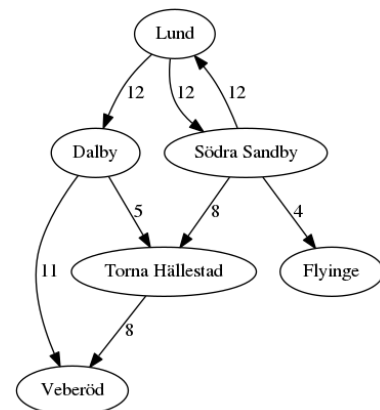 Lund
12
12
12
Dalby
Södra Sandby
5
8
4
11
Torna Hällestad
Flyinge
8
Veberöd